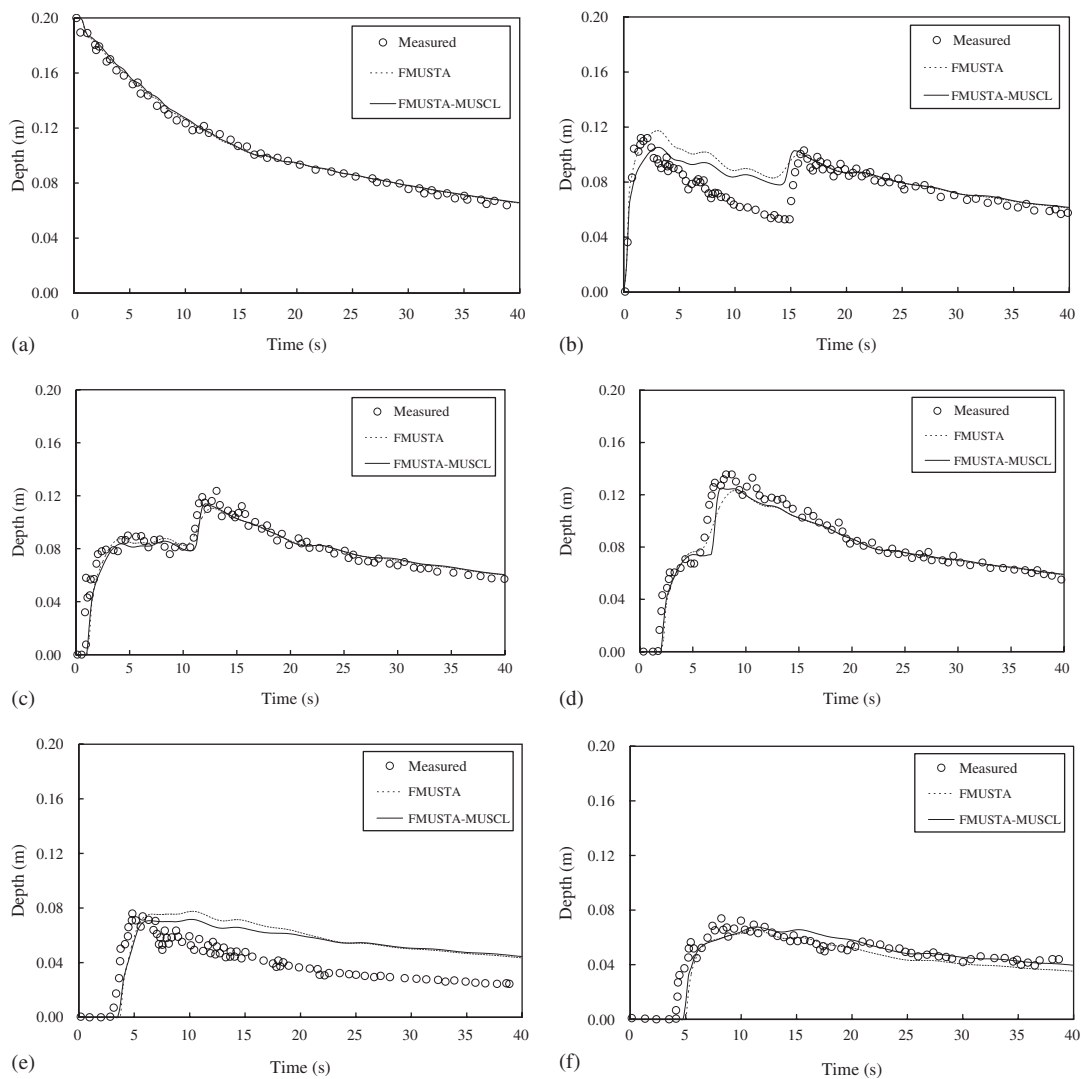 0.20
0.16
0.12
0.08
0.04
0.00
Depth (m)
Measured
FMUSTA
FMUSTA-MUSCL
0 5 10 15 20 25 30 35 40
Time (s)
(a)
0.20
0.16
0.12
0.08
0.04
0.00
Depth (m)
Measured
FMUSTA
FMUSTA-MUSCL
0 5 10 15 20 25 30 35 40
Time (s)
(b)
0.20
0.16
0.12
0.08
0.04
0.00
Depth (m)
Measured
FMUSTA
FMUSTA-MUSCL
0 5 10 15 20 25 30 35 40
Time (s)
(c)
0.20
0.16
0.12
0.08
0.04
0.00
Depth (m)
Measured
FMUSTA
FMUSTA-MUSCL
0 5 10 15 20 25 30 35 40
Time (s)
(d)
0.20
0.16
0.12
0.08
0.04
0.00
Depth (m)
Measured
FMUSTA
FMUSTA-MUSCL
0 5 10 15 20 25 30 35 40
Time (s)
(e)
0.20
0.16
0.12
0.08
0.04
0.00
Depth (m)
Measured
FMUSTA
FMUSTA-MUSCL
0 5 10 15 20 25 30 35 40
Time (s)
(f)